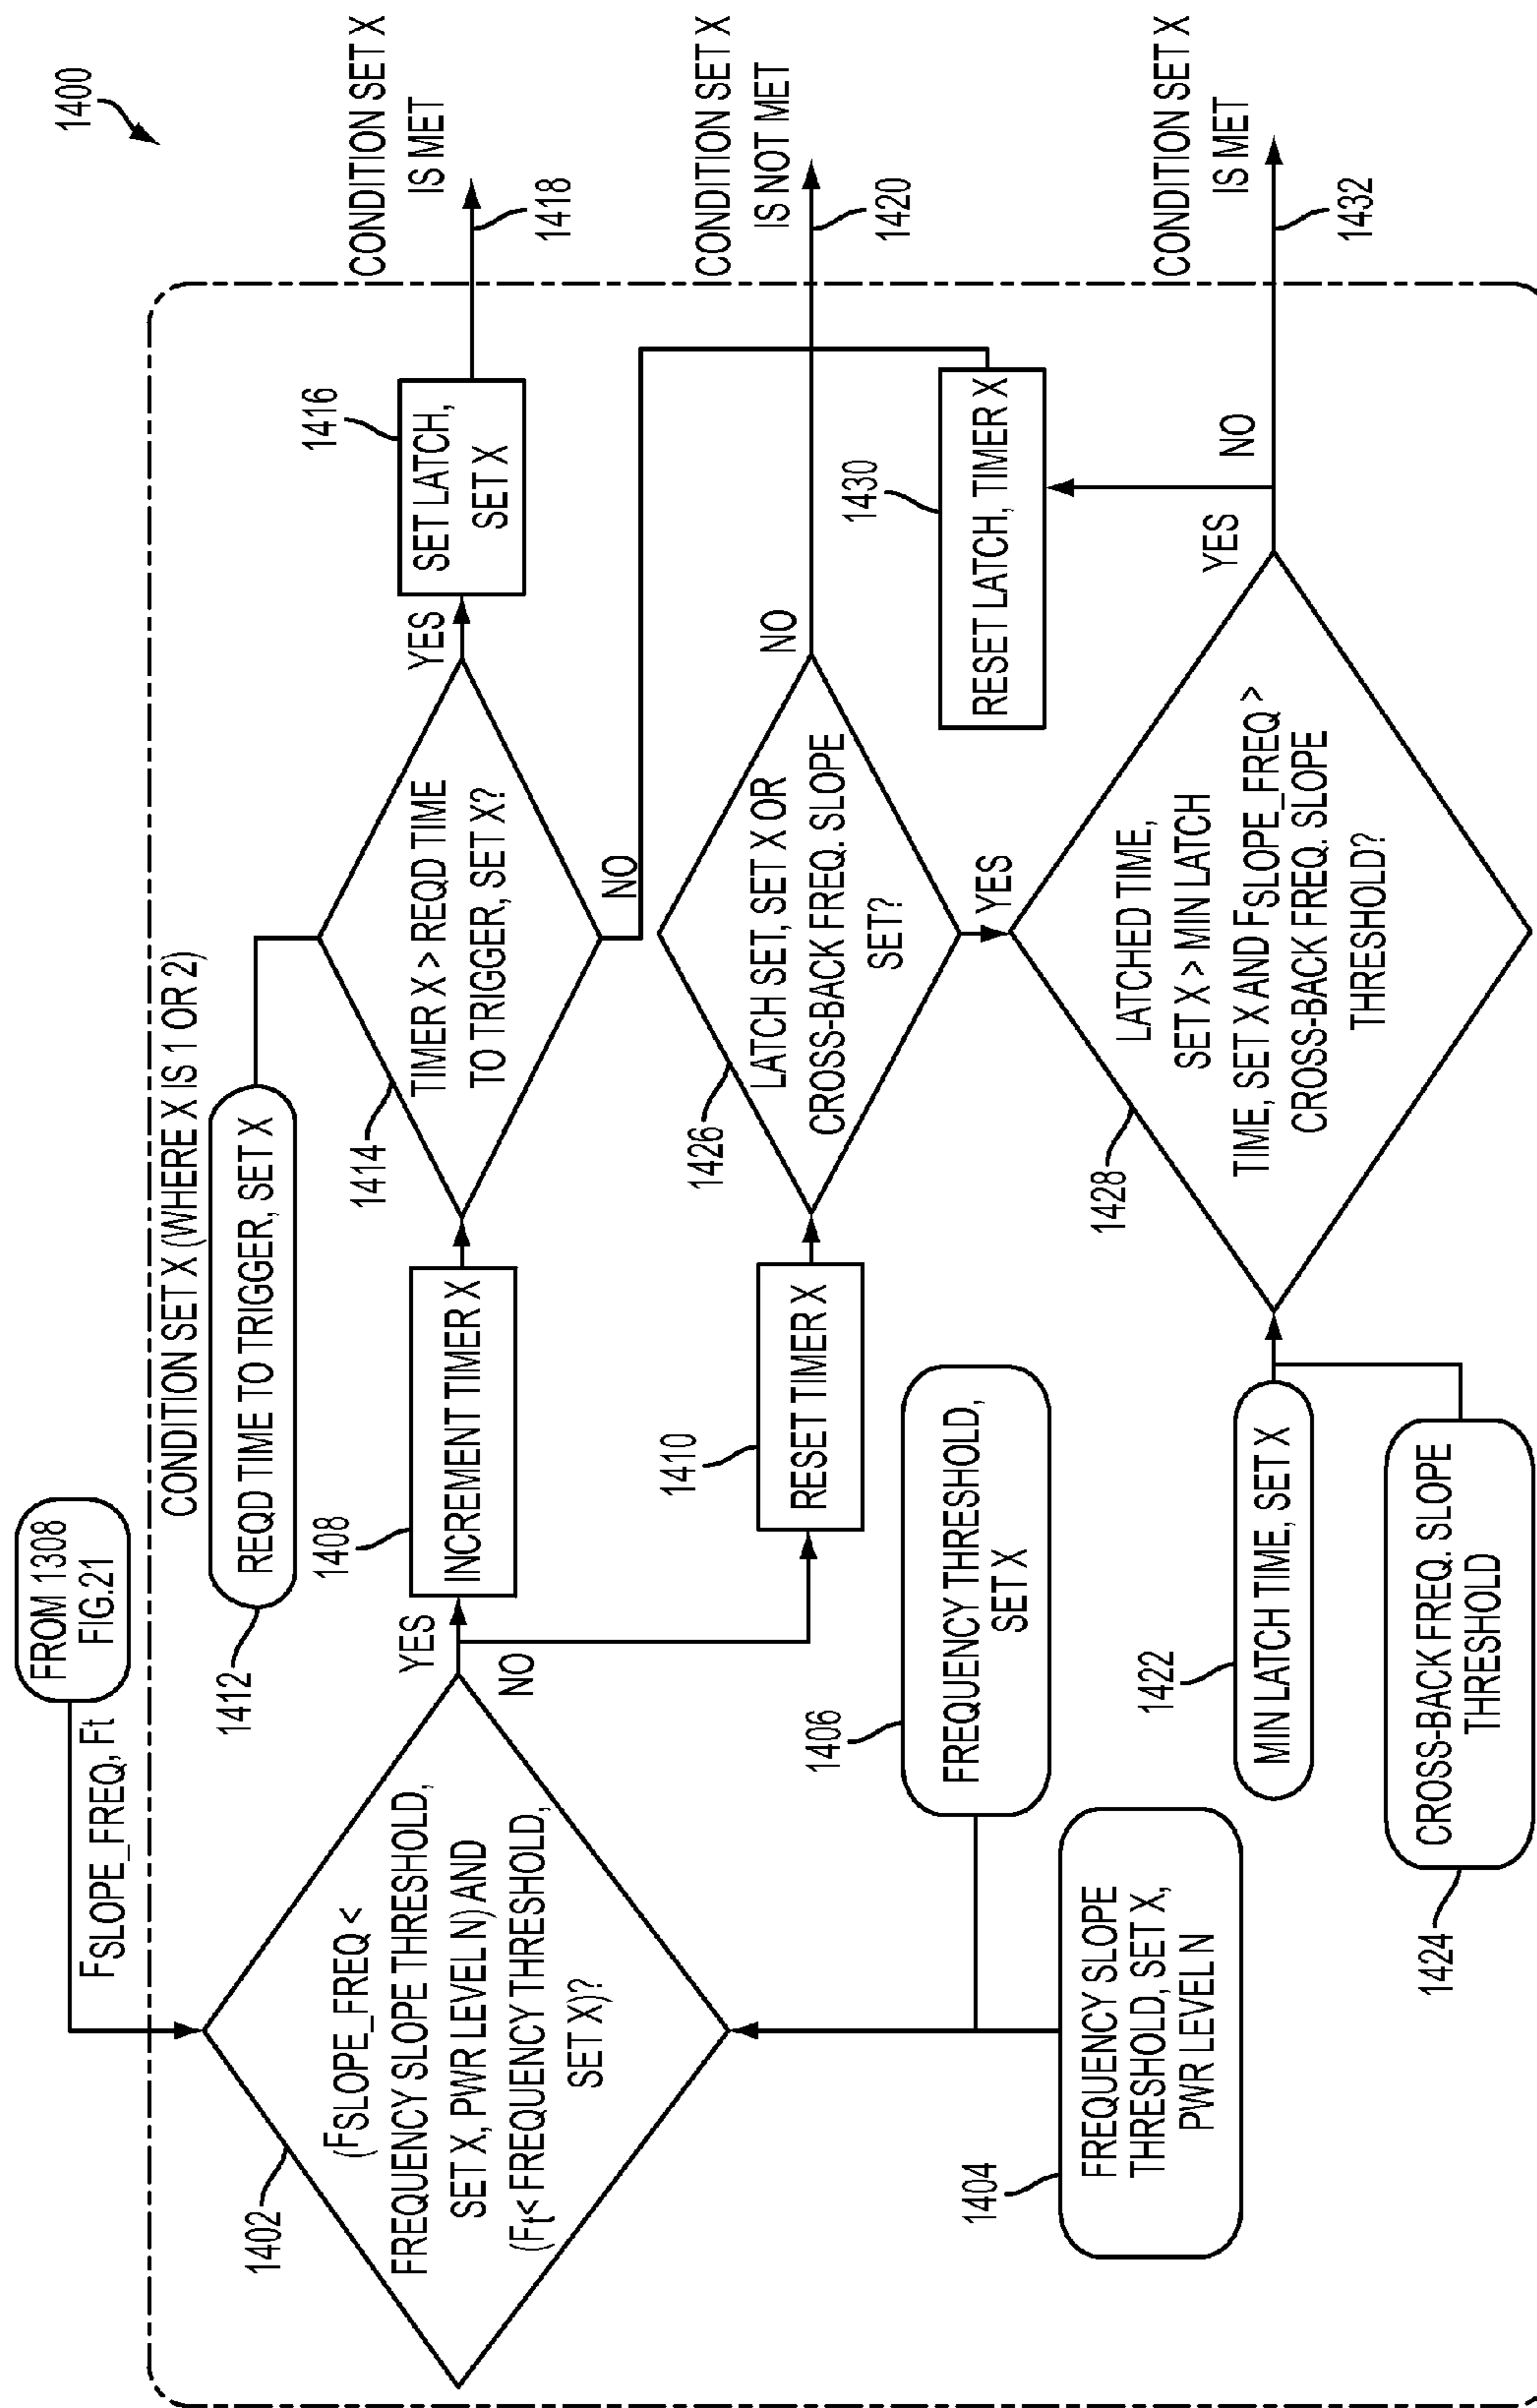 1400
FROM 1308
FIG.21
FSLOPE_FREQ, Ft
CONDITION SET X (WHERE X IS 1 OR 2)
1402
(FSLOPE_FREQ <
FREQUENCY SLOPE THRESHOLD,
SET X, PWR LEVEL N) AND
(Ft< FREQUENCY THRESHOLD,
SET X)?
YES
NO
1404
FREQUENCY SLOPE
THRESHOLD, SET X,
PWR LEVEL N
1406
FREQUENCY THRESHOLD,
SET X
1412
REQD TIME TO TRIGGER, SET X
1408
INCREMENT TIMER X
1414
TIMER X > REQD TIME
TO TRIGGER, SET X?
YES
NO
1416
SET LATCH,
SET X
CONDITION SET X
IS MET
1418
1410
RESET TIMER X
1426
LATCH SET, SET X OR
CROSS-BACK FREQ. SLOPE
SET?
NO
YES
CONDITION SET X
IS NOT MET
1420
1430
RESET LATCH, TIMER X
1422
MIN LATCH TIME, SET X
1424
CROSS-BACK FREQ. SLOPE
THRESHOLD
1428
LATCHED TIME,
SET X > MIN LATCH
TIME, SET X AND FSLOPE_FREQ >
CROSS-BACK FREQ. SLOPE
THRESHOLD?
YES
NO
CONDITION SET X
IS MET
1432